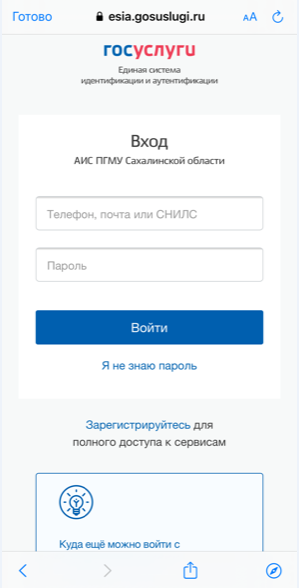 Готово
esia.gosuslugi.ru
АА
госуслуги
Единая система
идентификации и аутентификации
Вход
АИС ПГМУ Сахалинской области
Телефон, почта или СНИЛС
Пароль
Войти
Я не знаю пароль
Зарегистрируйтесь для
полного доступа к сервисам
Куда ещё можно войти с